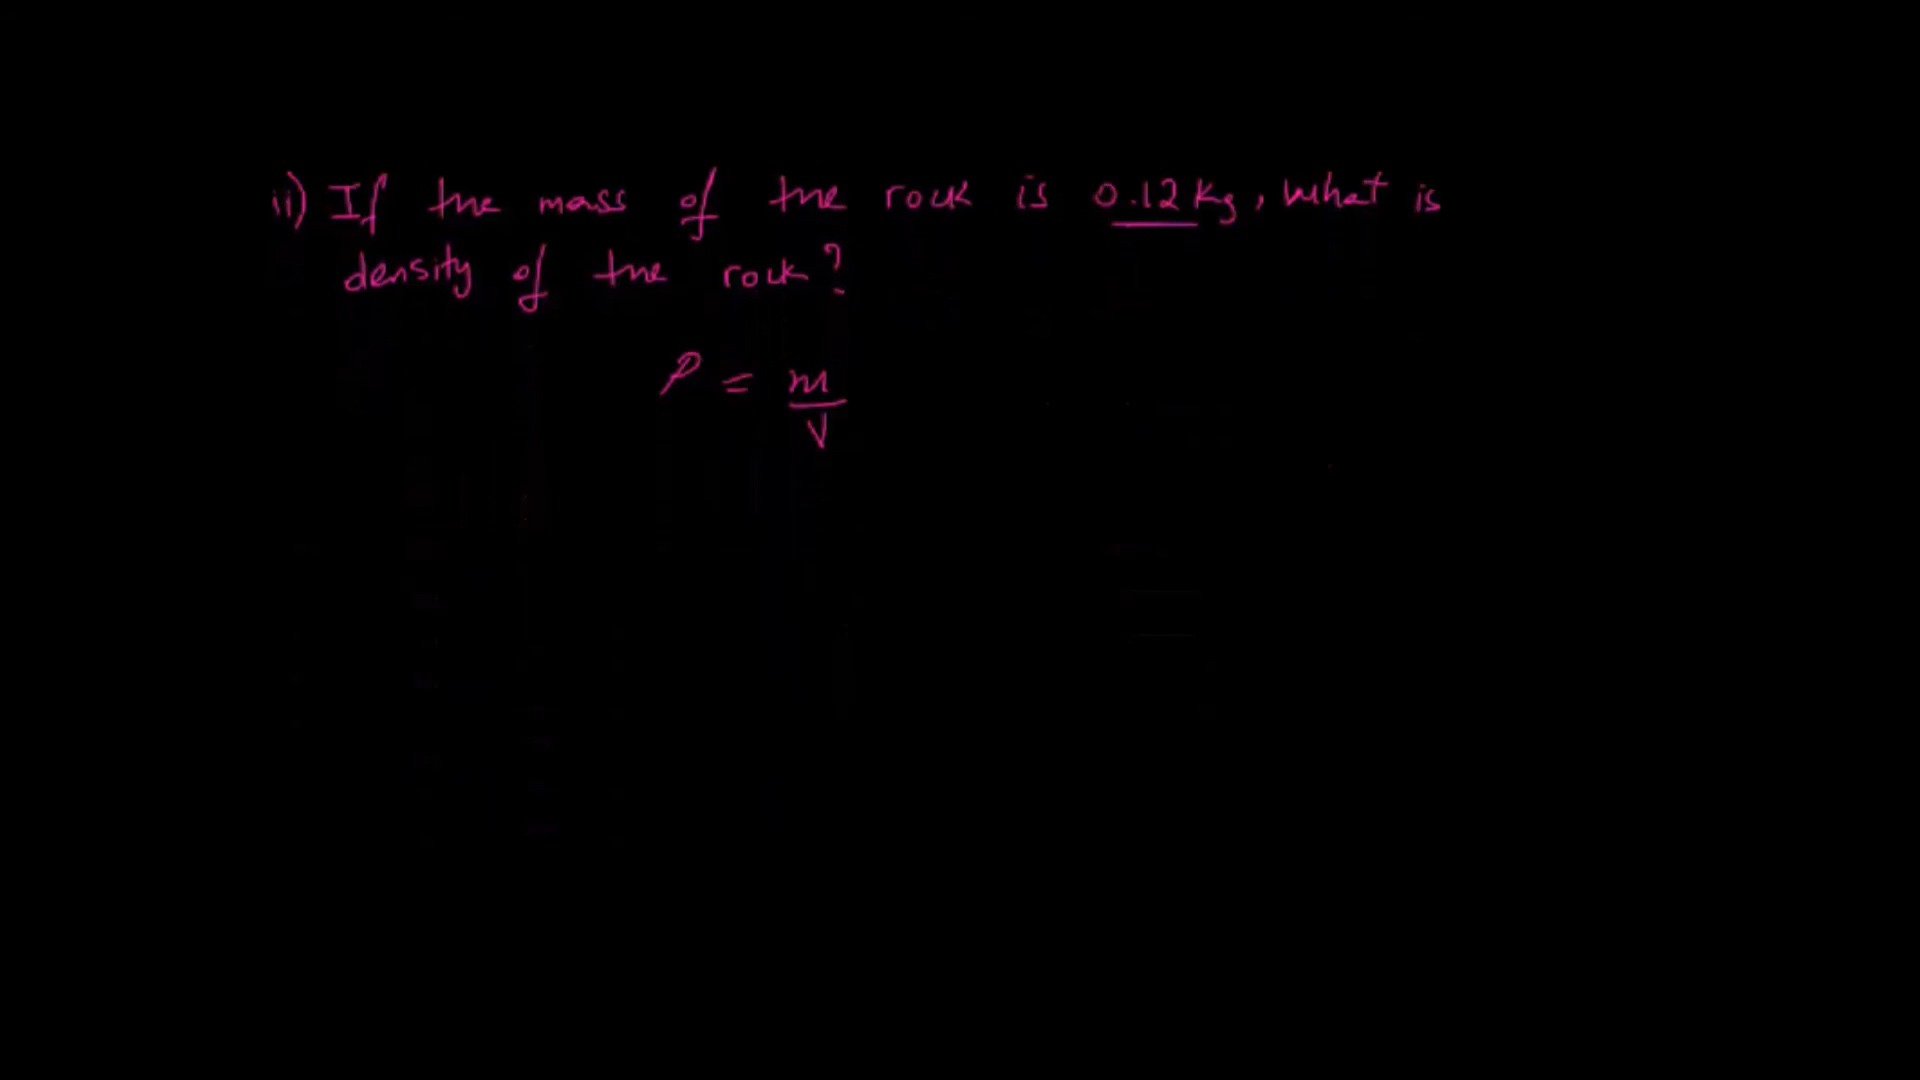 ii) If the mass of the rock is 0.12 kg, what is
density of the rock?
ρ = m
V